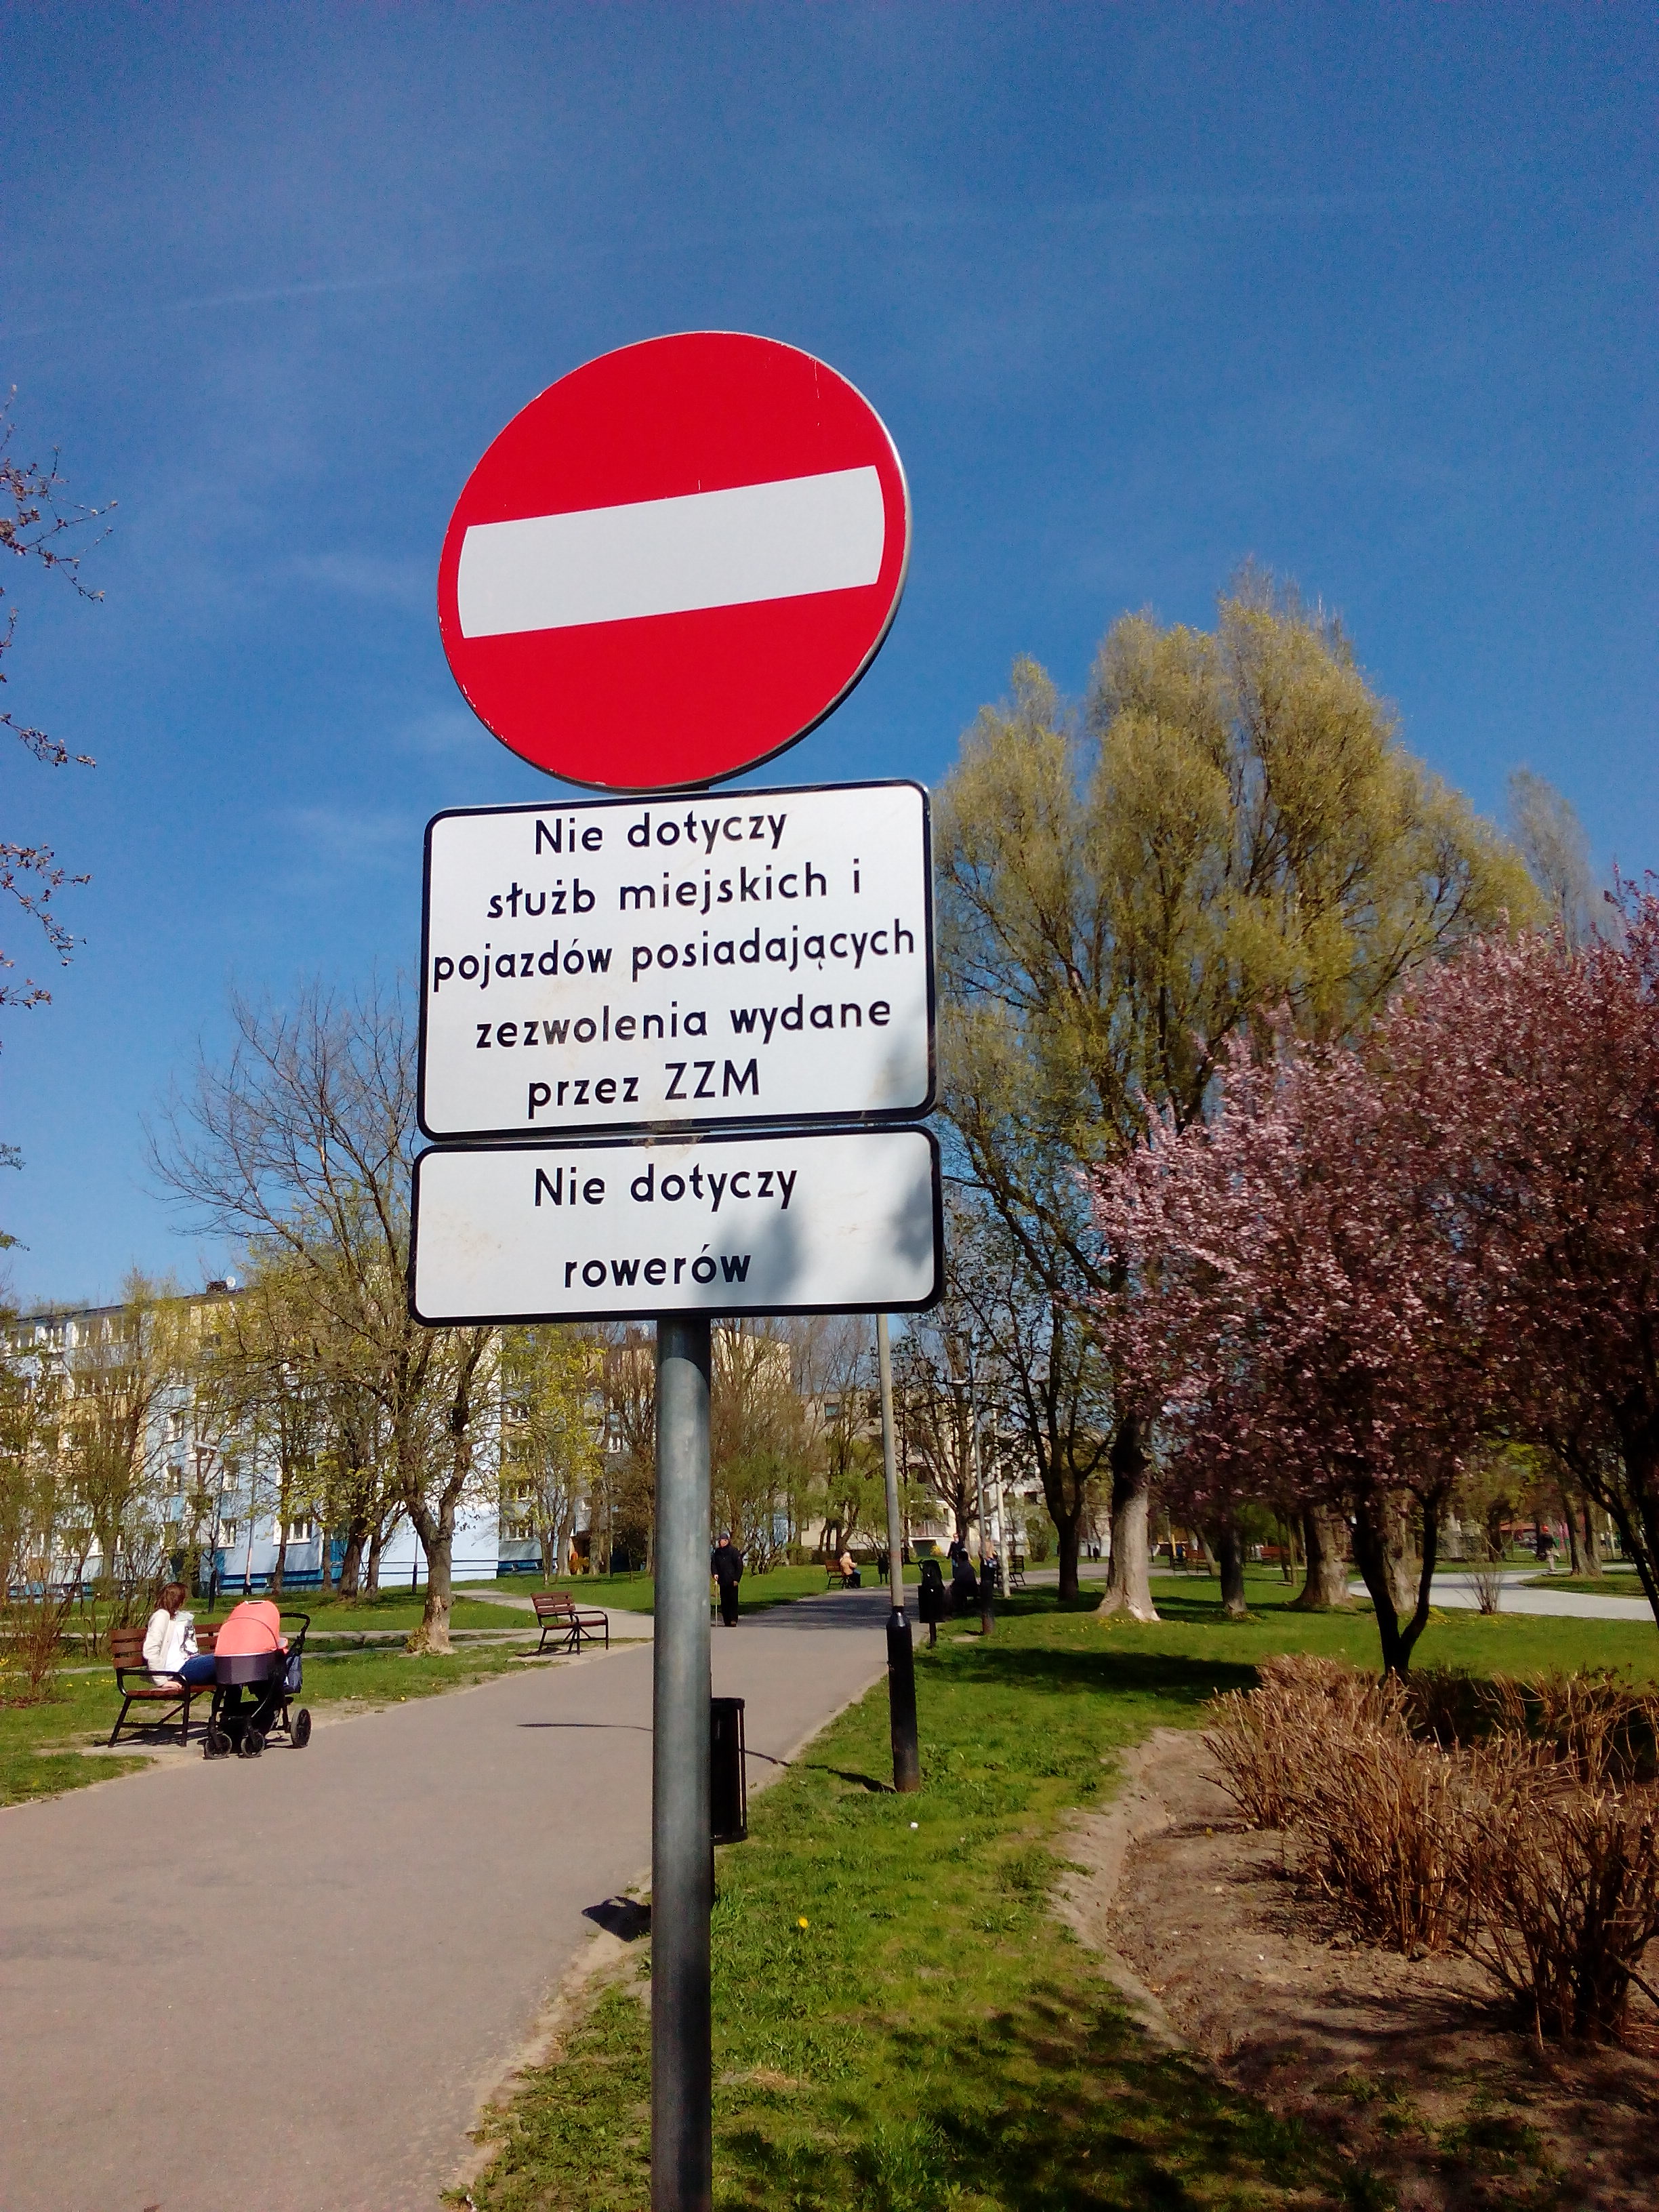 Nie dotyczy
służb miejskich i
pojazdów posiadających
zezwolenia wydane
przez ZZM
Nie dotyczy
rowerów